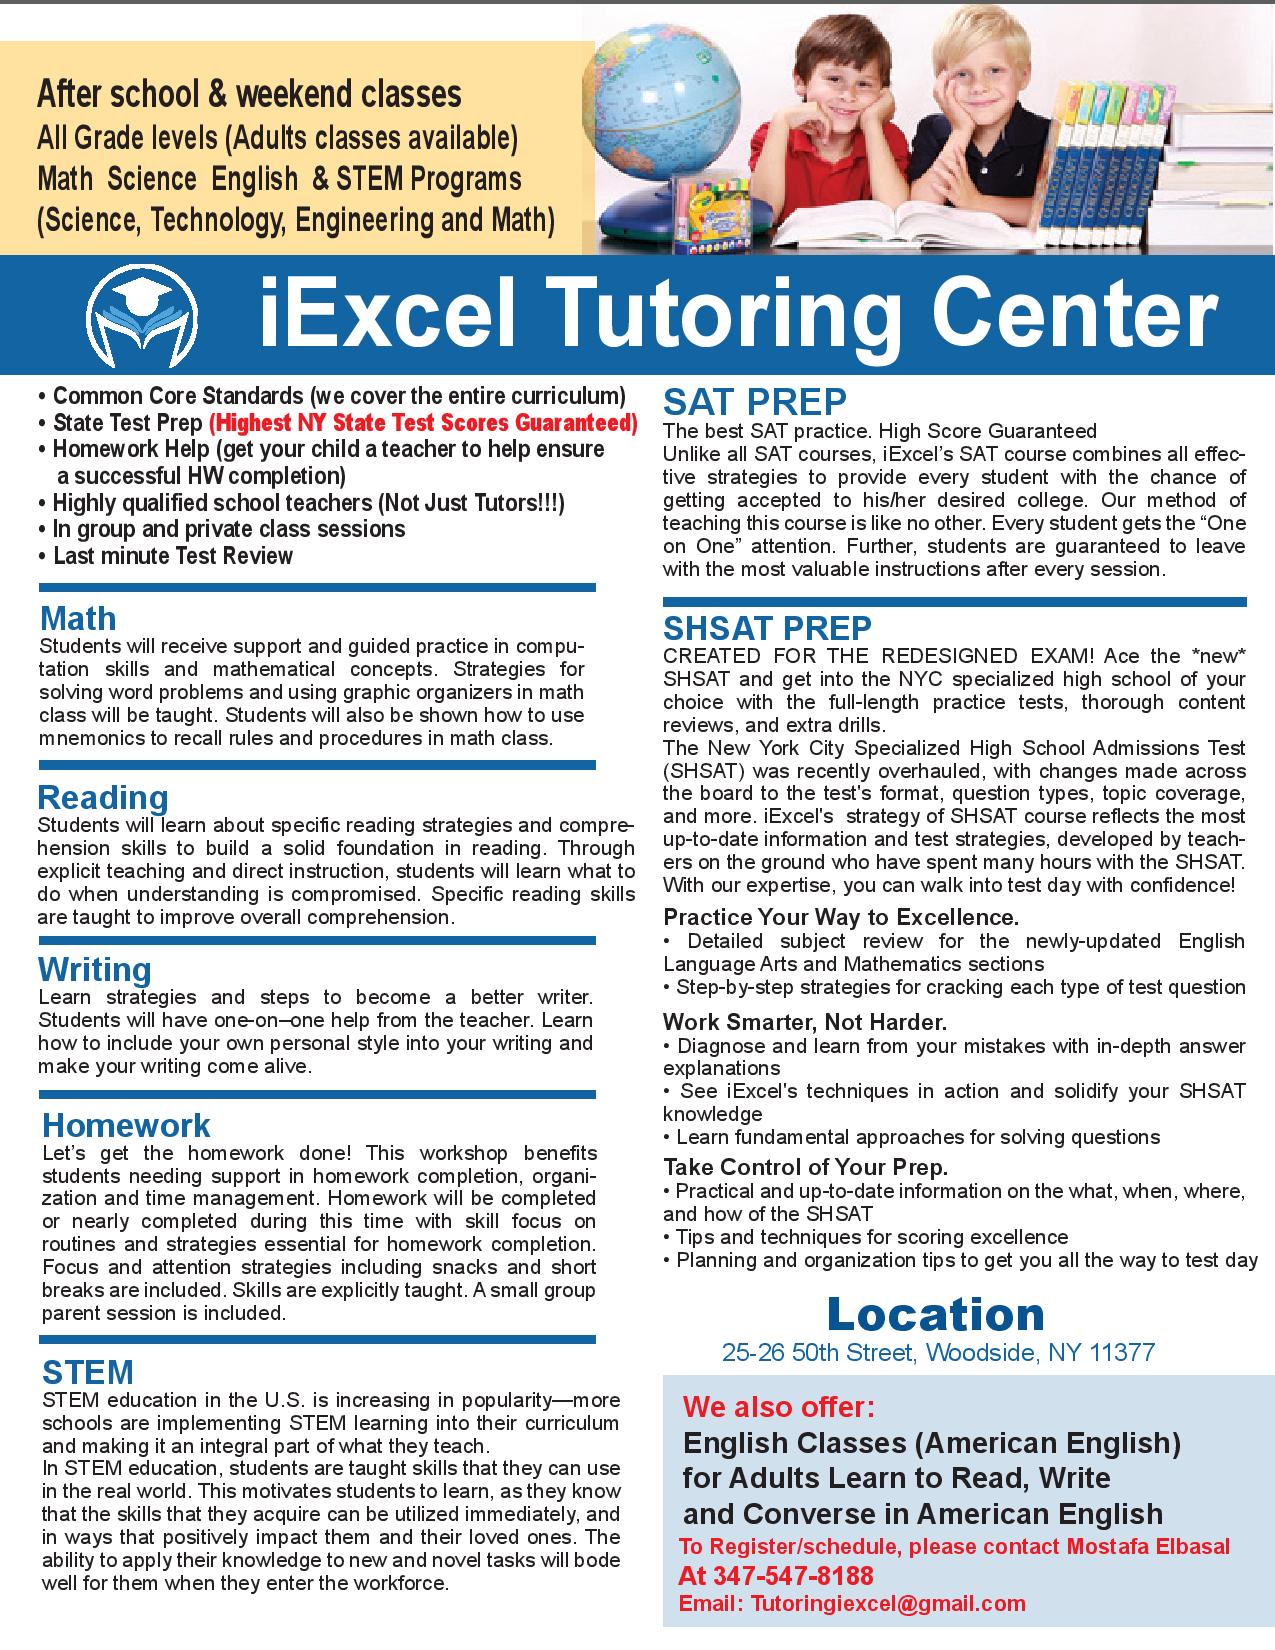 After school & weekend classes
All Grade levels (Adults classes available)
Math Science English & STEM Programs
(Science, Technology, Engineering and Math)
iExcel Tutoring Center
• Common Core Standards (we cover the entire curriculum)
• State Test Prep (Highest NY State Test Scores Guaranteed)
• Homework Help (get your child a teacher to help ensure
a successful HW completion)
• Highly qualified school teachers (Not Just Tutors!!!)
• In group and private class sessions
• Last minute Test Review
Math
Students will receive support and guided practice in compu-
tation skills and mathematical concepts. Strategies for
solving word problems and using graphic organizers in math
class will be taught. Students will also be shown how to use
mnemonics to recall rules and procedures in math class.
Reading
Students will learn about specific reading strategies and compre-
hension skills to build a solid foundation in reading. Through
explicit teaching and direct instruction, students will learn what to
do when understanding is compromised. Specific reading skills
are taught to improve overall comprehension.
Writing
Learn strategies and steps to become a better writer.
Students will have one-on–one help from the teacher. Learn
how to include your own personal style into your writing and
make your writing come alive.
Homework
Let's get the homework done! This workshop benefits
students needing support in homework completion, organi-
zation and time management. Homework will be completed
or nearly completed during this time with skill focus on
routines and strategies essential for homework completion.
Focus and attention strategies including snacks and short
breaks are included. Skills are explicitly taught. A small group
parent session is included.
STEM
STEM education in the U.S. is increasing in popularity—more
schools are implementing STEM learning into their curriculum
and making it an integral part of what they teach.
In STEM education, students are taught skills that they can use
in the real world. This motivates students to learn, as they know
that the skills that they acquire can be utilized immediately, and
in ways that positively impact them and their loved ones. The
ability to apply their knowledge to new and novel tasks will bode
well for them when they enter the workforce.
SAT PREP
The best SAT practice. High Score Guaranteed
Unlike all SAT courses, iExcel's SAT course combines all effec-
tive strategies to provide every student with the chance of
getting accepted to his/her desired college. Our method of
teaching this course is like no other. Every student gets the “One
on One” attention. Further, students are guaranteed to leave
with the most valuable instructions after every session.
SHSAT PREP
CREATED FOR THE REDESIGNED EXAM! Ace the *new*
SHSAT and get into the NYC specialized high school of your
choice with the full-length practice tests, thorough content
reviews, and extra drills.
The New York City Specialized High School Admissions Test
(SHSAT) was recently overhauled, with changes made across
the board to the test's format, question types, topic coverage,
and more. iExcel's strategy of SHSAT course reflects the most
up-to-date information and test strategies, developed by teach-
ers on the ground who have spent many hours with the SHSAT.
With our expertise, you can walk into test day with confidence!
Practice Your Way to Excellence.
• Detailed subject review for the newly-updated English
Language Arts and Mathematics sections
• Step-by-step strategies for cracking each type of test question
Work Smarter, Not Harder.
• Diagnose and learn from your mistakes with in-depth answer
explanations
• See iExcel's techniques in action and solidify your SHSAT
knowledge
• Learn fundamental approaches for solving questions
Take Control of Your Prep.
• Practical and up-to-date information on the what, when, where,
and how of the SHSAT
• Tips and techniques for scoring excellence
• Planning and organization tips to get you all the way to test day
Location
25-26 50th Street, Woodside, NY 11377
We also offer:
English Classes (American English)
for Adults Learn to Read, Write
and Converse in American English
To Register/schedule, please contact Mostafa Elbasal
At 347-547-8188
Email: Tutoringiexcel@gmail.com